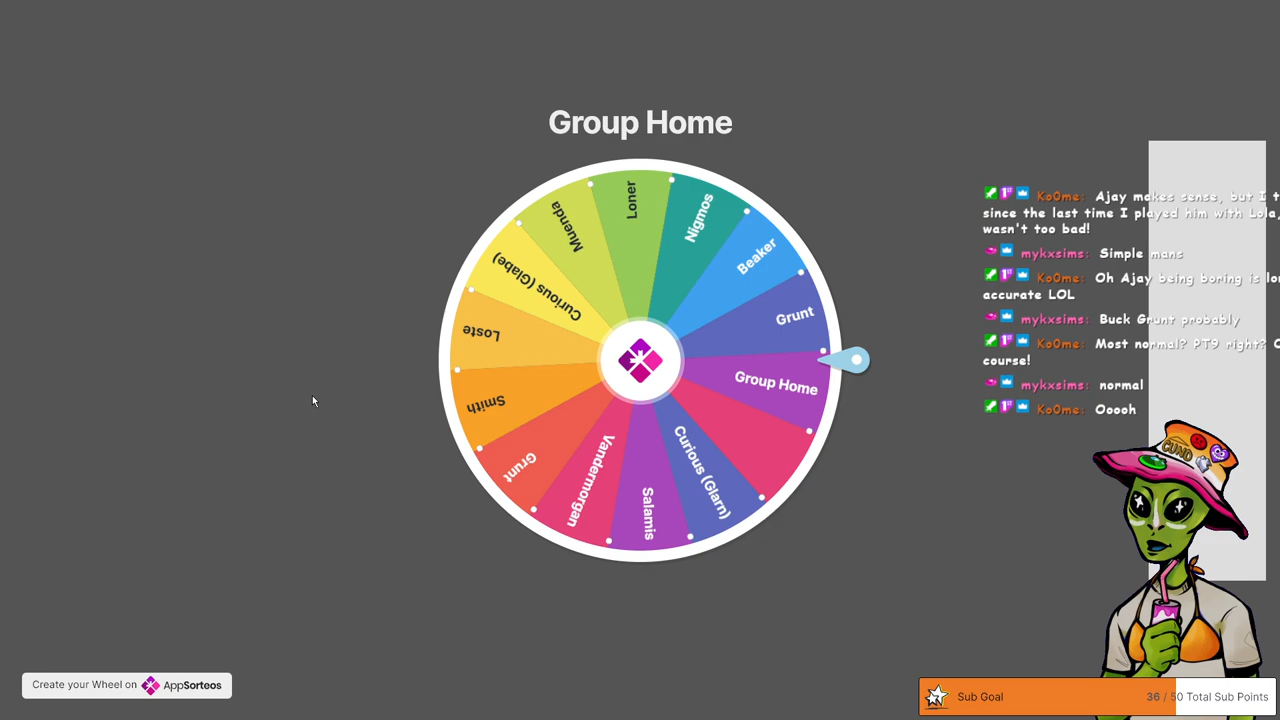 Group Home
Loner
Nigmos
Beaker
Grunt
Group Home
Curious (Glarn)
Salamis
Vandermorgan
Grunt
Smith
Loste
Curious (Glabe)
Muenda
Ko0me: Ajay makes sense, but I
since the last time I played him with Lola,
wasn't too bad!
mykxsims: Simple mans
Ko0me: Oh Ajay being boring is
accurate LOL
mykxsims: Buck Grunt probably
Ko0me: Most normal? PT9 right?
course!
mykxsims: normal
Ko0me: Ooooh
CUND
Create your Wheel on AppSorteos
Sub Goal 36 / 50 Total Sub Points